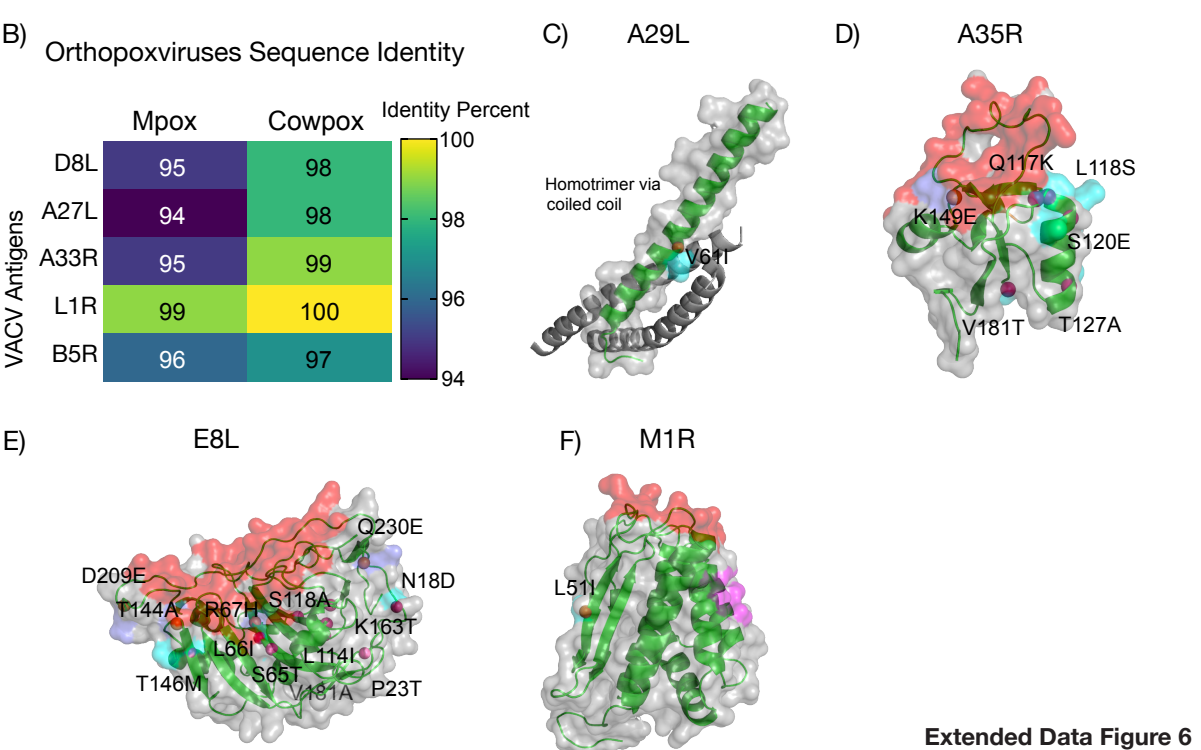 B)
Orthopoxviruses Sequence Identity
Identity Percent
Mpox
Cowpox
VACV Antigens
D8L
95
98
A27L
94
98
A33R
95
99
L1R
99
100
B5R
96
97
100
98
96
94
C)
A29L
Homotrimer via
coiled coil
V61I
D)
A35R
Q117K
L118S
K149E
S120E
V181T
T127A
E)
E8L
Q230E
D209E
N18D
T144A
R67H
S118A
K163T
L66I
L114I
S65T
T146M
V181A
P23T
F)
M1R
L51I
Extended Data Figure 6